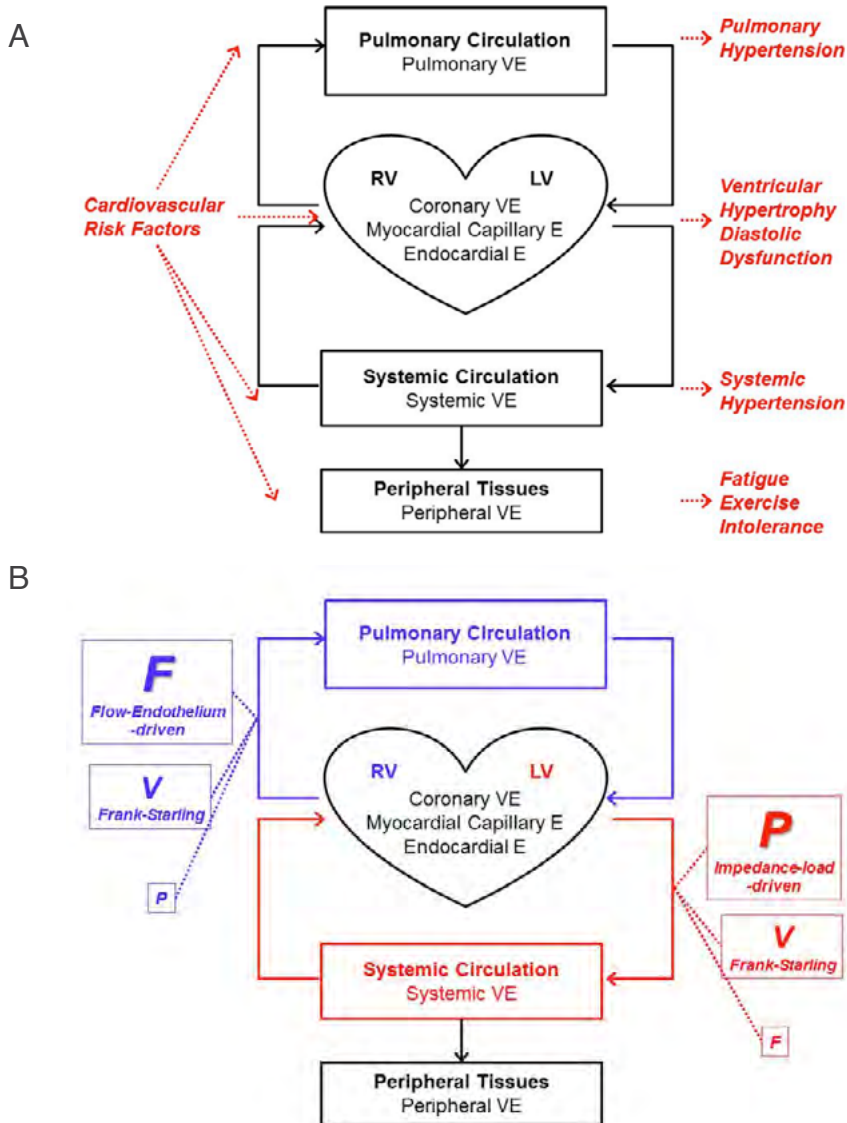 A
Pulmonary Circulation
Pulmonary VE
Pulmonary
Hypertension
RV LV
Coronary VE
Myocardial Capillary E
Endocardial E
Cardiovascular
Risk Factors
Ventricular
Hypertrophy
Diastolic
Dysfunction
Systemic Circulation
Systemic VE
Systemic
Hypertension
Peripheral Tissues
Peripheral VE
Fatigue
Exercise
Intolerance
B
Pulmonary Circulation
Pulmonary VE
F
Flow-Endothelium
-driven
V
Frank-Starling
P
RV LV
Coronary VE
Myocardial Capillary E
Endocardial E
P
Impedance-load
-driven
V
Frank-Starling
F
Systemic Circulation
Systemic VE
Peripheral Tissues
Peripheral VE